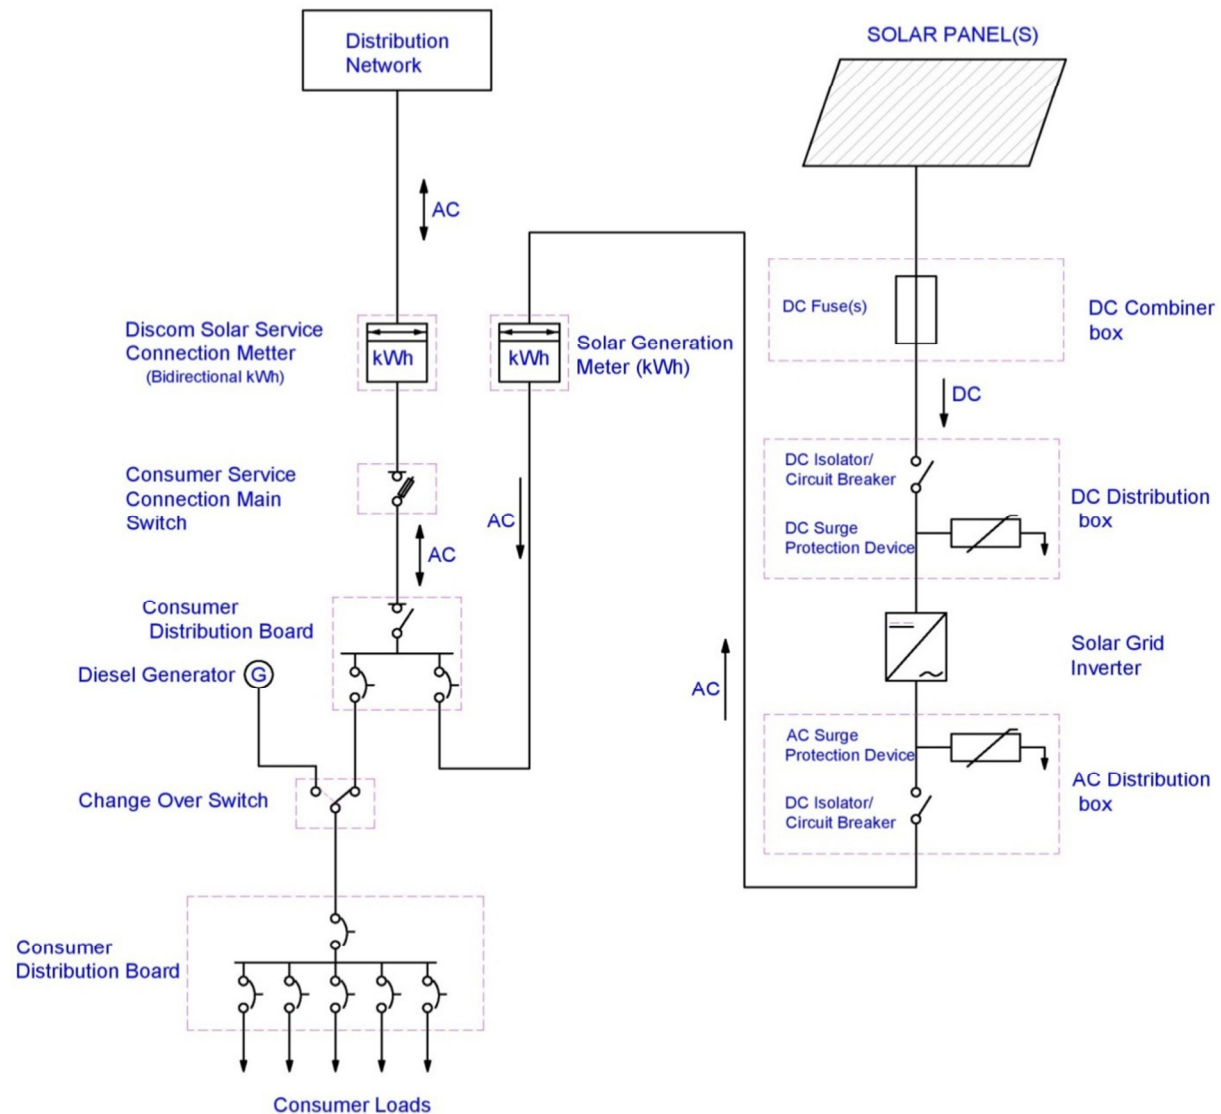 Distribution
Network
SOLAR PANEL(S)
AC
Discom Solar Service
Connection Metter
(Bidirectional kWh)
kWh
kWh
Solar Generation
Meter (kWh)
DC Fuse(s)
DC Combiner
box
DC
Consumer Service
Connection Main
Switch
AC
AC
DC Isolator/
Circuit Breaker
DC Surge
Protection Device
DC Distribution
box
Consumer
Distribution Board
Diesel Generator
G
Solar Grid
Inverter
AC
AC Surge
Protection Device
DC Isolator/
Circuit Breaker
AC Distribution
box
Change Over Switch
Consumer
Distribution Board
Consumer Loads